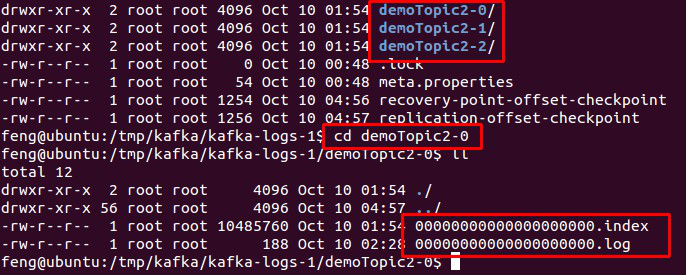 drwxr-xr-x  2 root root 4096 Oct 10 01:54 demoTopic2-0/
drwxr-xr-x  2 root root 4096 Oct 10 01:54 demoTopic2-1/
drwxr-xr-x  2 root root 4096 Oct 10 01:54 demoTopic2-2/
-rw-r--r--  1 root root    0 Oct 10 00:48 .lock
-rw-r--r--  1 root root   54 Oct 10 00:48 meta.properties
-rw-r--r--  1 root root 1254 Oct 10 04:56 recovery-point-offset-checkpoint
-rw-r--r--  1 root root 1256 Oct 10 04:57 replication-offset-checkpoint
feng@ubuntu:/tmp/kafka/kafka-logs-1$ cd demoTopic2-0
feng@ubuntu:/tmp/kafka/kafka-logs-1/demoTopic2-0$ ll
total 12
drwxr-xr-x  2 root root     4096 Oct 10 01:54 ./
drwxr-xr-x 56 root root     4096 Oct 10 04:57 ../
-rw-r--r--  1 root root 10485760 Oct 10 01:54 00000000000000000000.index
-rw-r--r--  1 root root      188 Oct 10 02:28 00000000000000000000.log
feng@ubuntu:/tmp/kafka/kafka-logs-1/demoTopic2-0$